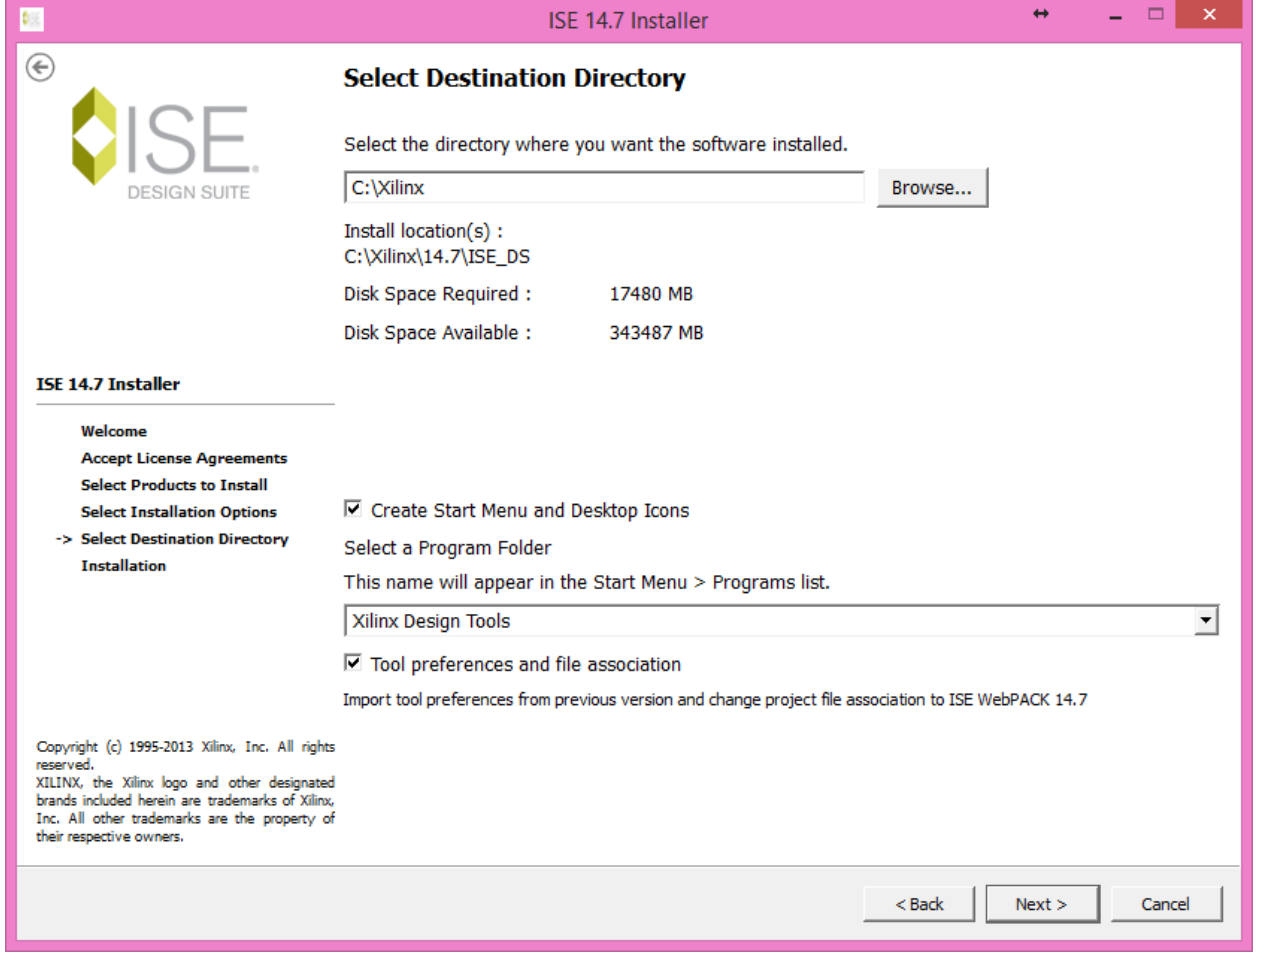 ISE 14.7 Installer
ISE.
DESIGN SUITE
Select Destination Directory
Select the directory where you want the software installed.
C:\Xilinx
Browse...
Install location(s) :
C:\Xilinx\14.7\ISE_DS
Disk Space Required : 17480 MB
Disk Space Available : 343487 MB
ISE 14.7 Installer
Welcome
Accept License Agreements
Select Products to Install
Select Installation Options
-> Select Destination Directory
Installation
Create Start Menu and Desktop Icons
Select a Program Folder
This name will appear in the Start Menu > Programs list.
Xilinx Design Tools
Tool preferences and file association
Import tool preferences from previous version and change project file association to ISE WebPACK 14.7
Copyright (c) 1995-2013 Xilinx, Inc. All rights
reserved.
XILINX, the Xilinx logo and other designated
brands included herein are trademarks of Xilinx,
Inc. All other trademarks are the property of
their respective owners.
< Back
Next >
Cancel